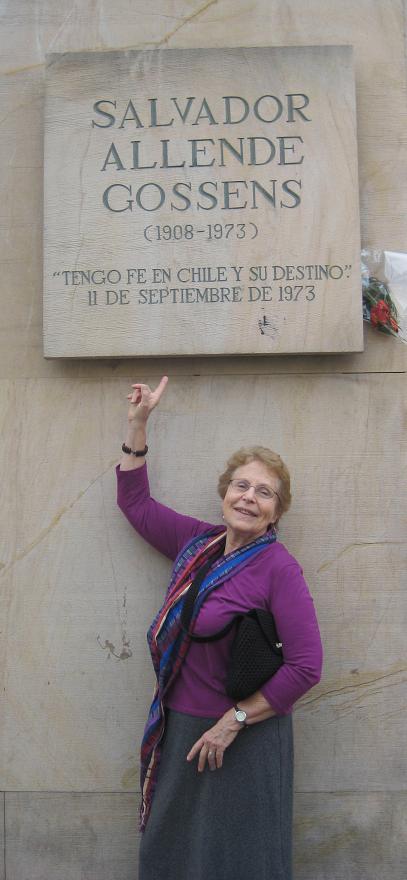 SALVADOR
ALLENDE
GOSSENS
(1908-1973)
"TENGO FE EN CHILE Y SU DESTINO".
11 DE SEPTIEMBRE DE 1973